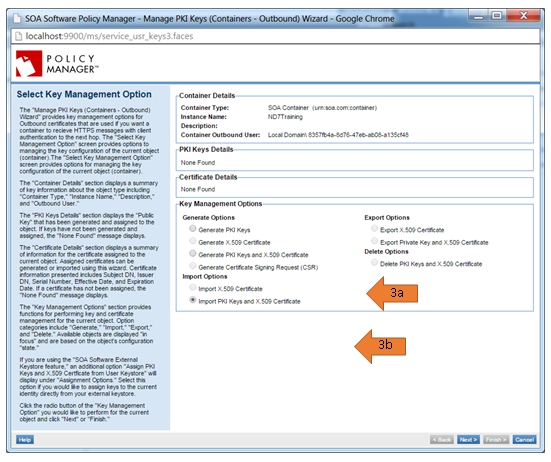 SOA Software Policy Manager - Manage PKI Keys (Containers - Outbound) Wizard - Google Chrome
localhost:9900/ms/service_usr_keys3.faces
POLICY
MANAGER™
Select Key Management Option
The "Manage PKI Keys (Containers - Outbound)
Wizard" provides key management options for
Outbound certificates that are used if you want a
container to recieve HTTPS messages with client
authentication to the next hop. The "Select Key
Management Option" screen provides options to
managing the key configuration of the current object
(container).The "Select Key Management Option"
screen provides options for managing the key
configuration of the current object (container).
The "Container Details" section displays a summary
of key information about the object type including
"Container Type," "Instance Name," "Description,"
and "Outbound User."
The "PKI Keys Details" section displays the "Public
Key" that has been generated and assigned to the
object. If keys have not been generated and
assigned, the "None Found" message displays.
The "Certificate Details" section displays a summary
of information for the certificate assigned to the
current object. Assigned certificates can be
generated or imported using this wizard. Certificate
information presented includes Subject DN, Issuer
DN, Serial Number, Effective Date, and Expiration
Date. If a certificate has not been assigned, the
"None Found" message displays.
The "Key Management Options" section provides
functions for performing key and certificate
management for the current object. Option
categories include "Generate," "Import," "Export,"
and "Delete." Available objects are displayed "in
focus" and are based on the object's configuration
"state."
If you are using the "SOA Software External
Keystore feature," an additional option "Assign PKI
Keys and X.509 Certificate from User Keystore" will
display under "Assignment Options." Select this
option if you would like to assign keys to the current
identity directly from your external keystore.
Click the radio button of the "Key Management
Option" you would like to perform for the current
object and click "Next" or "Finish."
Container Details
Container Type: SOA Container (urn:soa.com:container)
Instance Name: ND7Training
Description:
Container Outbound User: Local Domain\ 8357fb4a-8d76-47eb-ab08-a135cf48
PKI Keys Details
None Found
Certificate Details
None Found
Key Management Options
Generate Options
Generate PKI Keys
Generate X.509 Certificate
Generate PKI Keys and X.509 Certificate
Generate Certificate Signing Request (CSR)
Import Options
Import X.509 Certificate
Import PKI Keys and X.509 Certificate
Export Options
Export X.509 Certificate
Export Private Key and X.509 Certificate
Delete Options
Delete PKI Keys and X.509 Certificate
3a
3b
Help
< Back
Next >
Finish >
Cancel